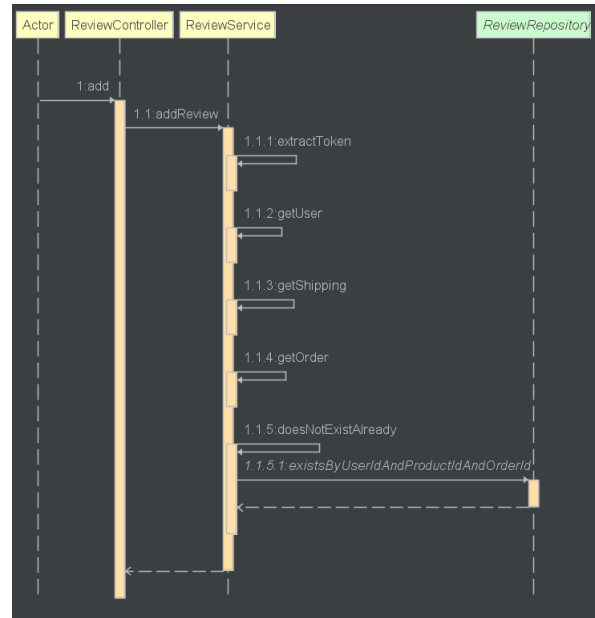 Actor ReviewController ReviewService ReviewRepository
1:add
1.1:addReview
1.1.1:extractToken
1.1.2:getUser
1.1.3:getShipping
1.1.4:getOrder
1.1.5:doesNotExistAlready
1.1.5.1:existsByUserIdAndProductIdAndOrderId